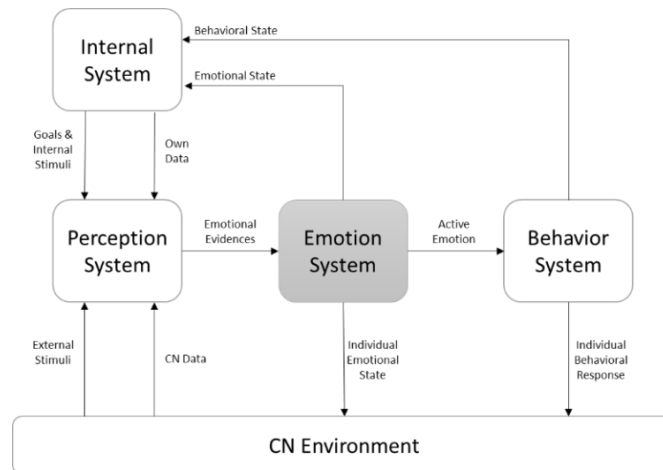 Behavioral State
Internal
System
Emotional State
Goals &
Internal
Stimuli
Own
Data
Perception
System
Emotional
Evidences
Emotion
System
Active
Emotion
Behavior
System
External
Stimuli
CN Data
Individual
Emotional
State
Individual
Behavioral
Response
CN Environment